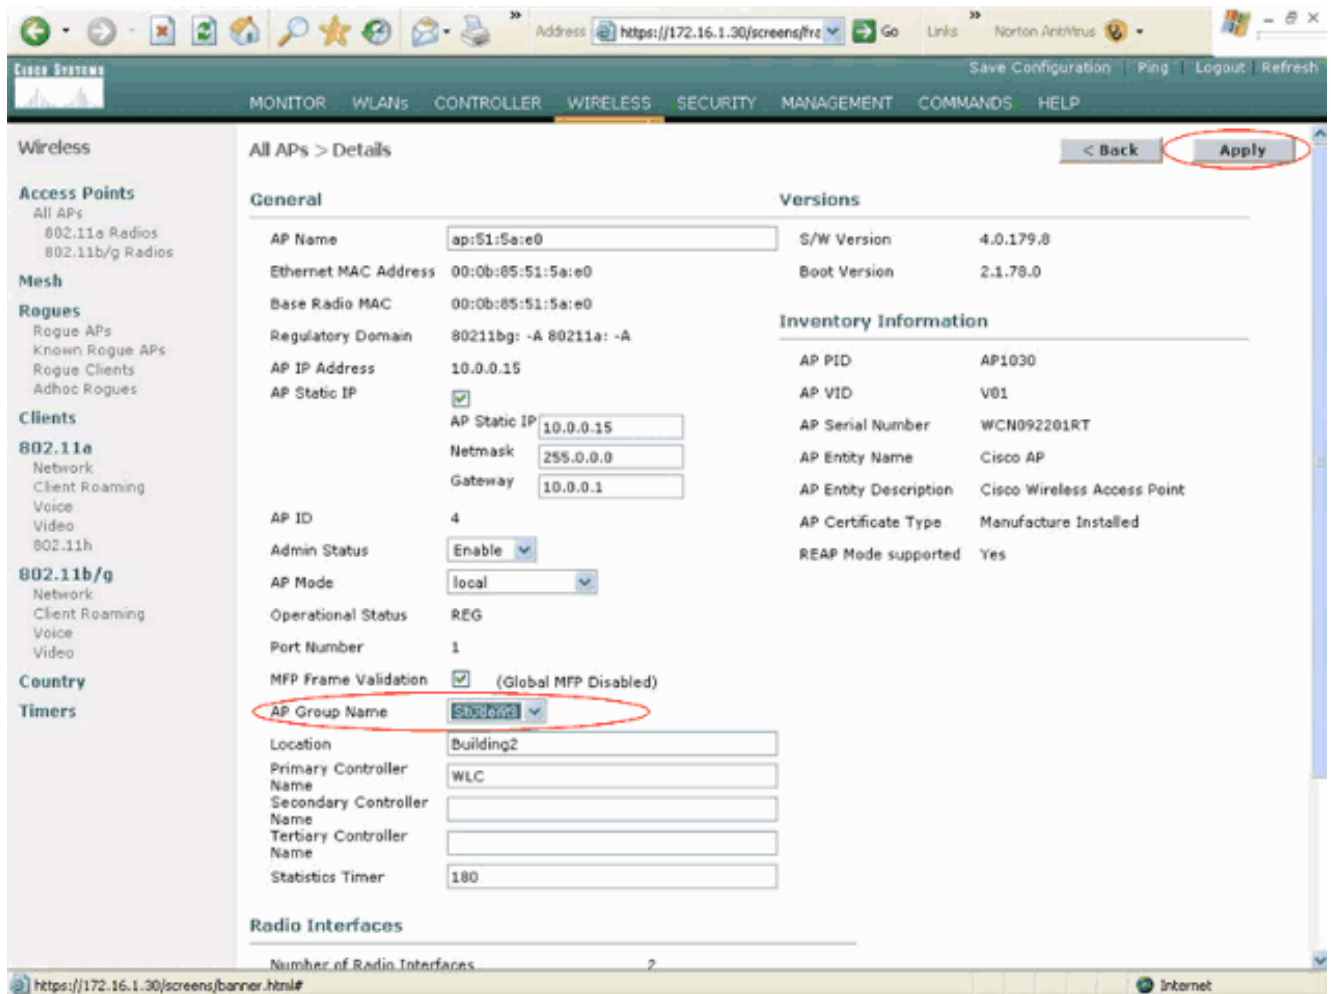 »
Address https://172.16.1.30/screens/fra Go Links » Norton AntiVirus
CISCO SYSTEMS
Save Configuration | Ping | Logout | Refresh
MONITOR WLANs CONTROLLER WIRELESS SECURITY MANAGEMENT COMMANDS HELP
Wireless
Access Points
All APs
802.11a Radios
802.11b/g Radios
Mesh
Rogues
Rogue APs
Known Rogue APs
Rogue Clients
Adhoc Rogues
Clients
802.11a
Network
Client Roaming
Voice
Video
802.11h
802.11b/g
Network
Client Roaming
Voice
Video
Country
Timers
All APs > Details
< Back Apply
General
AP Name ap:51:5a:e0
Ethernet MAC Address 00:0b:85:51:5a:e0
Base Radio MAC 00:0b:85:51:5a:e0
Regulatory Domain 80211bg: -A 80211a: -A
AP IP Address 10.0.0.15
AP Static IP
AP Static IP 10.0.0.15
Netmask 255.0.0.0
Gateway 10.0.0.1
AP ID 4
Admin Status Enable
AP Mode local
Operational Status REG
Port Number 1
MFP Frame Validation (Global MFP Disabled)
AP Group Name
Location Building2
Primary Controller
Name WLC
Secondary Controller
Name
Tertiary Controller
Name
Statistics Timer 180
Radio Interfaces
Number of Radio Interfaces 2
Versions
S/W Version 4.0.179.8
Boot Version 2.1.78.0
Inventory Information
AP PID AP1030
AP VID V01
AP Serial Number WCN092201RT
AP Entity Name Cisco AP
AP Entity Description Cisco Wireless Access Point
AP Certificate Type Manufacture Installed
REAP Mode supported Yes
https://172.16.1.30/screens/banner.html# Internet